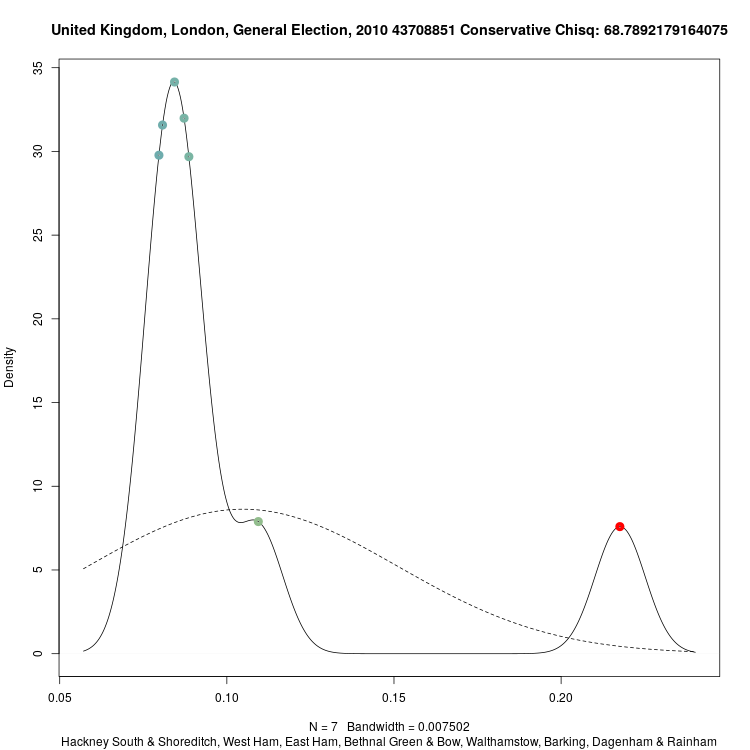 United Kingdom, London, General Election, 2010 43708851 Conservative Chisq: 68.7892179164075
35
30
25
20
15
10
5
0
Density
0.05 0.10 0.15 0.20
N = 7 Bandwidth = 0.007502
Hackney South & Shoreditch, West Ham, East Ham, Bethnal Green & Bow, Walthamstow, Barking, Dagenham & Rainham